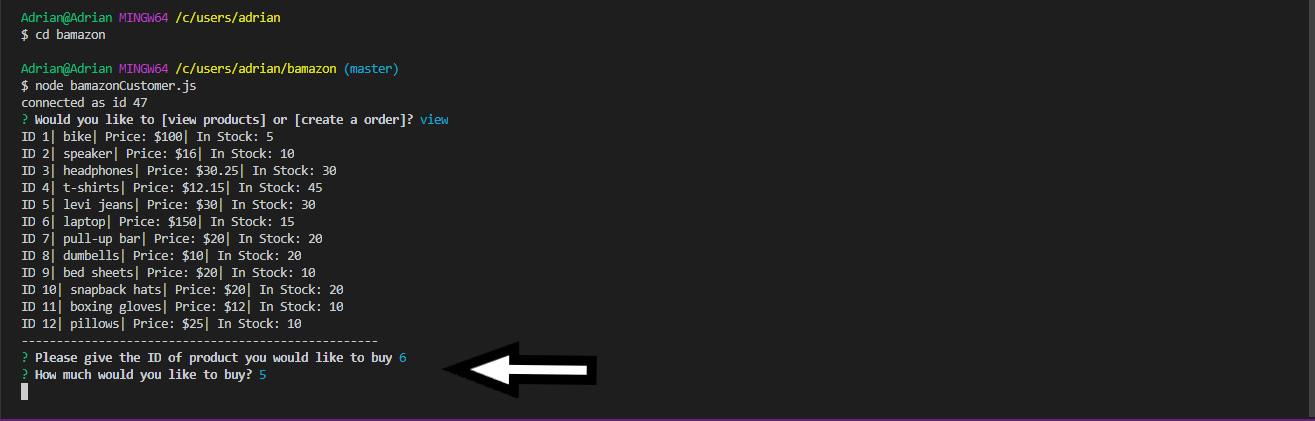 Adrian@Adrian MINGW64 /c/users/adrian
$ cd bamazon
Adrian@Adrian MINGW64 /c/users/adrian/bamazon (master)
$ node bamazonCustomer.js
connected as id 47
? Would you like to [view products] or [create a order]? view
ID 1| bike| Price: $100| In Stock: 5
ID 2| speaker| Price: $16| In Stock: 10
ID 3| headphones| Price: $30.25| In Stock: 30
ID 4| t-shirts| Price: $12.15| In Stock: 45
ID 5| levi jeans| Price: $30| In Stock: 30
ID 6| laptop| Price: $150| In Stock: 15
ID 7| pull-up bar| Price: $20| In Stock: 20
ID 8| dumbells| Price: $10| In Stock: 20
ID 9| bed sheets| Price: $20| In Stock: 10
ID 10| snapback hats| Price: $20| In Stock: 20
ID 11| boxing gloves| Price: $12| In Stock: 10
ID 12| pillows| Price: $25| In Stock: 10
---------------------------------------------------
? Please give the ID of product you would like to buy 6
? How much would you like to buy? 5